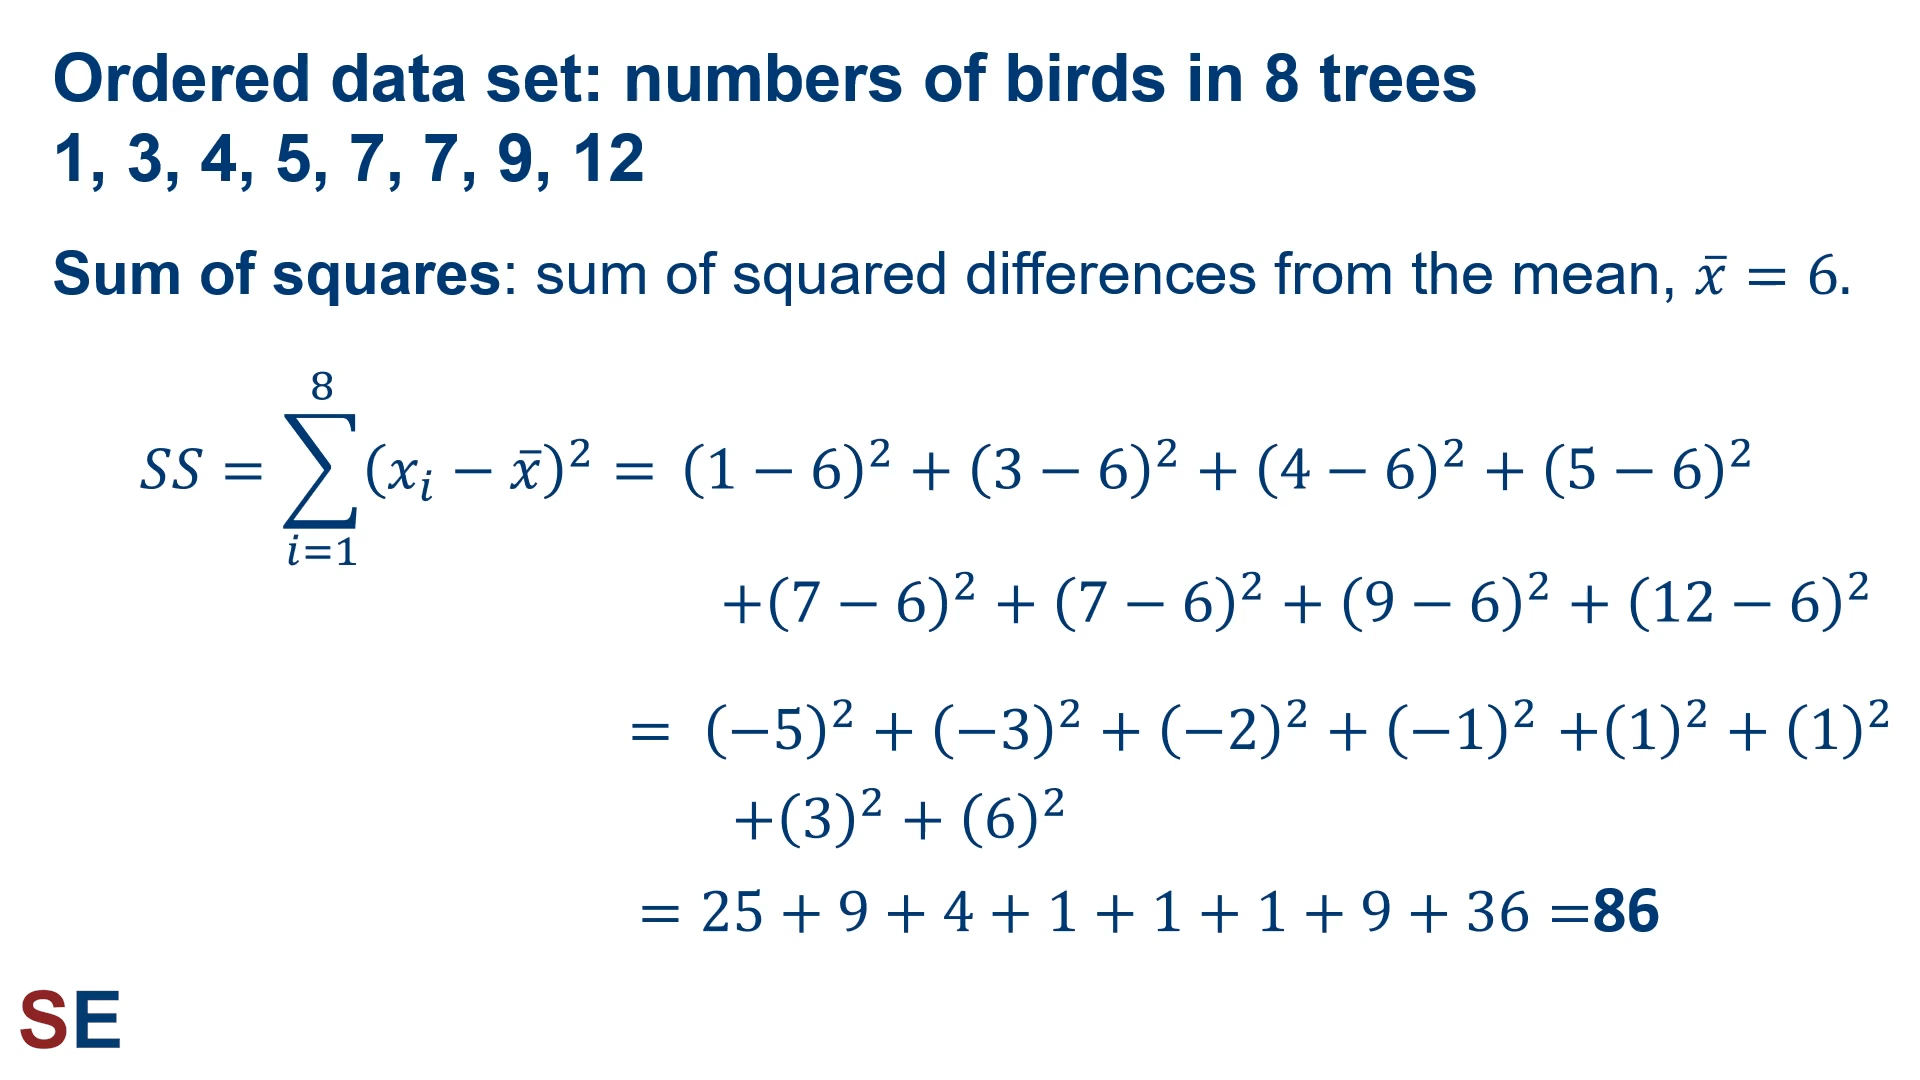 Ordered data set: numbers of birds in 8 trees
1, 3, 4, 5, 7, 7, 9, 12
Sum of squares: sum of squared differences from the mean, x̄ = 6.
SS = ∑_{i=1}^{8} (xᵢ − x̄)² = (1 − 6)² + (3 − 6)² + (4 − 6)² + (5 − 6)²
+(7 − 6)² + (7 − 6)² + (9 − 6)² + (12 − 6)²
= (−5)² + (−3)² + (−2)² + (−1)² +(1)² + (1)²
+(3)² + (6)²
= 25 + 9 + 4 + 1 + 1 + 1 + 9 + 36 =86
SE